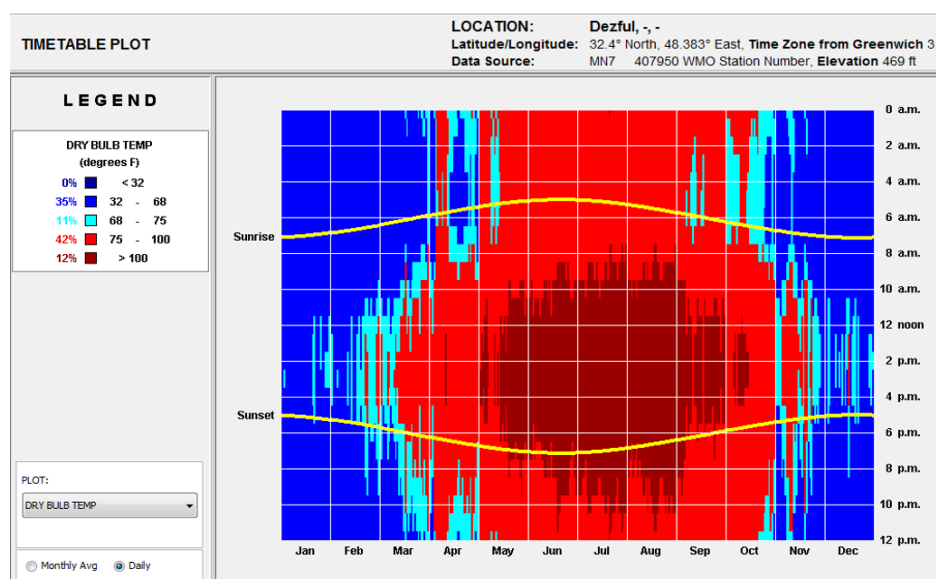 TIMETABLE PLOT
LOCATION: Dezful, -, -
Latitude/Longitude: 32.4° North, 48.383° East, Time Zone from Greenwich 3
Data Source: MN7 407950 WMO Station Number, Elevation 469 ft
LEGEND
DRY BULB TEMP
(degrees F)
0% < 32
35% 32 - 68
11% 68 - 75
42% 75 - 100
12% > 100
PLOT:
DRY BULB TEMP
Monthly Avg Daily
Sunrise
Sunset
0 a.m.
2 a.m.
4 a.m.
6 a.m.
8 a.m.
10 a.m.
12 noon
2 p.m.
4 p.m.
6 p.m.
8 p.m.
10 p.m.
12 p.m.
Jan Feb Mar Apr May Jun Jul Aug Sep Oct Nov Dec